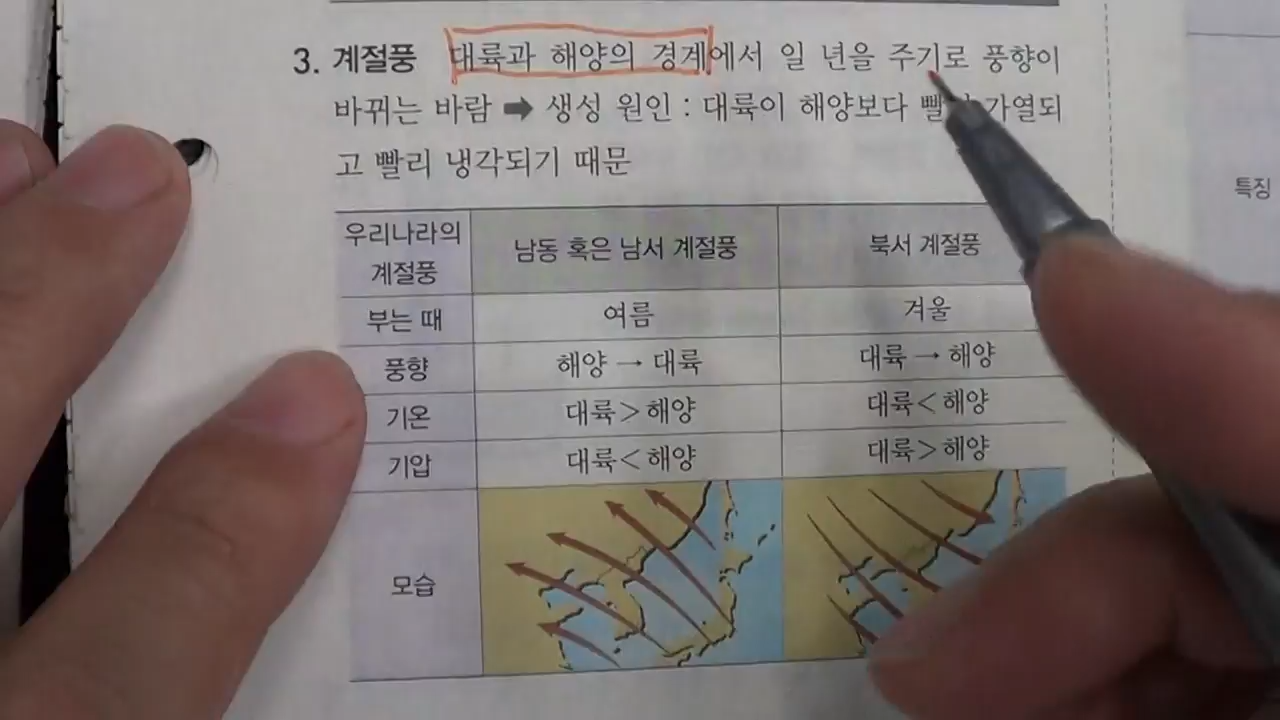 3. 계절풍 대륙과 해양의 경계에서 일 년을 주기로 풍향이
바뀌는 바람 ➡ 생성 원인 : 대륙이 해양보다 가열되
고 빨리 냉각되기 때문
우리나라의 계절풍 남동 혹은 남서 계절풍 북서 계절풍
부는 때 여름 겨울
풍향 해양 → 대륙 대륙 → 해양
기온 대륙 > 해양 대륙 < 해양
기압 대륙 < 해양 대륙 > 해양
모습
특징